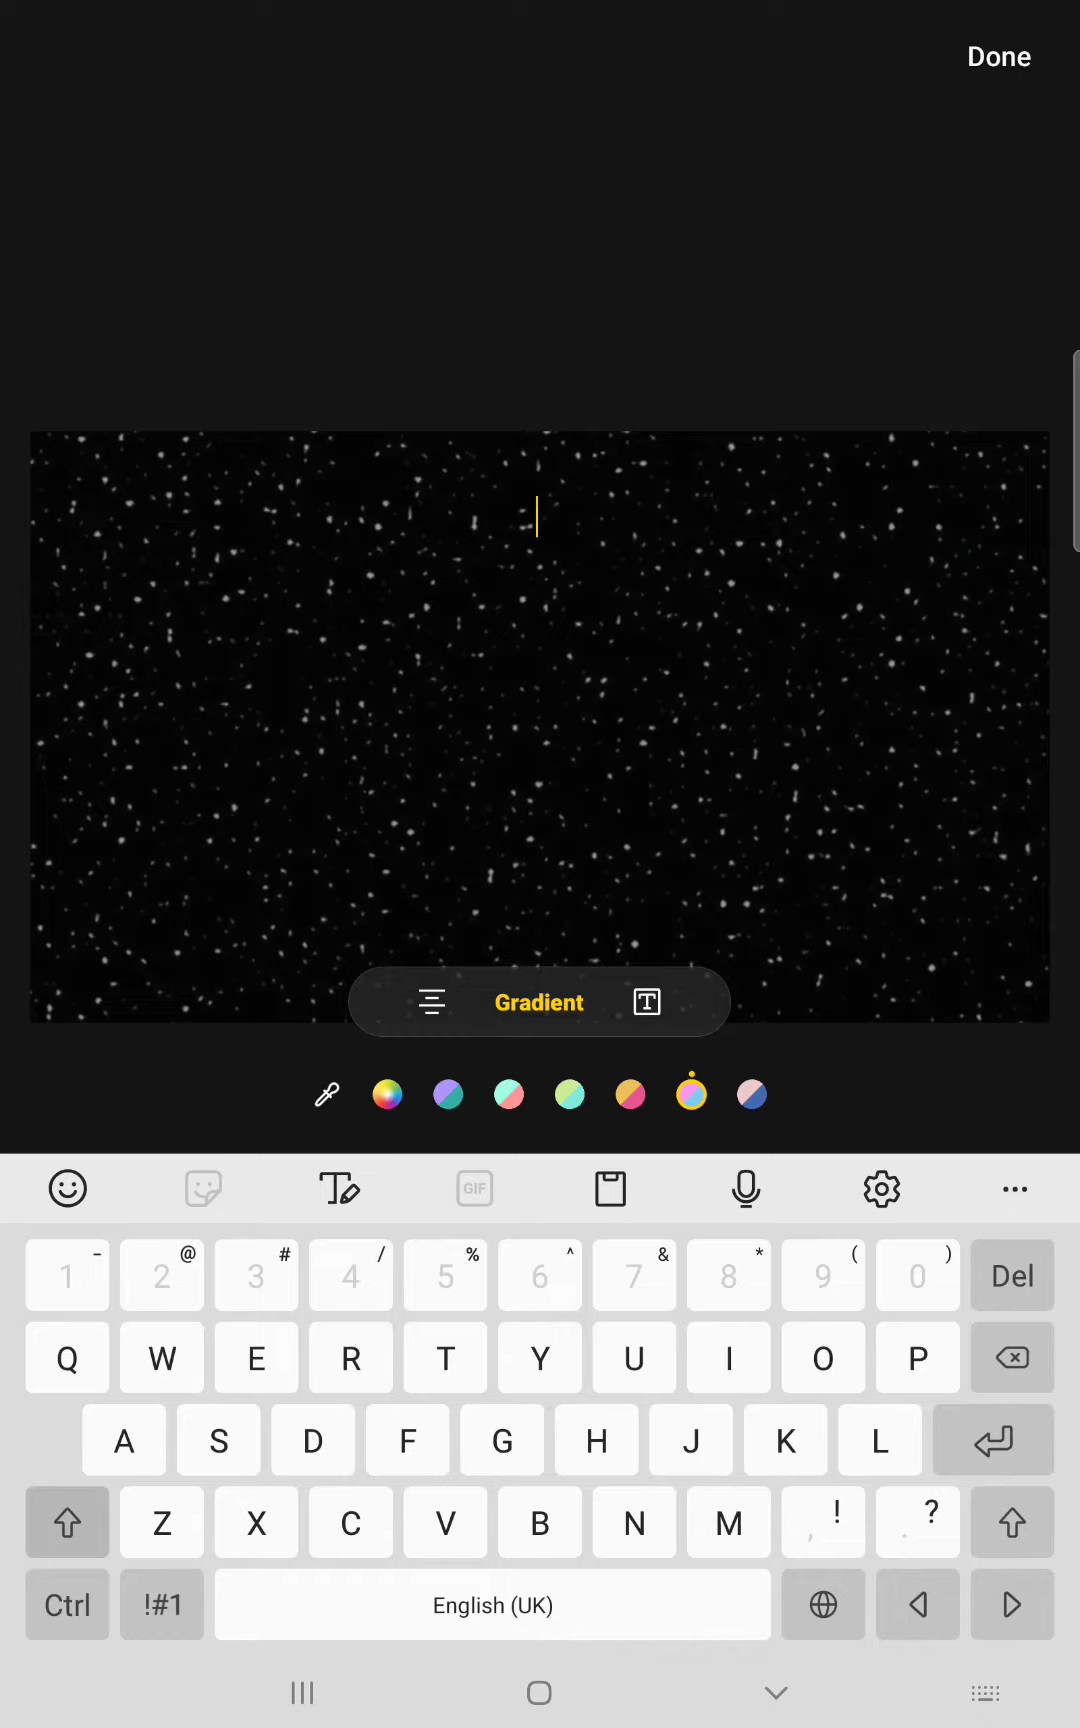 Done
Gradient
T
GIF
1 - 2 @ 3 # 4 / 5 % 6 ^ 7 & 8 * 9 ( 0 ) Del
Q W E R T Y U I O P
A S D F G H J K L
Z X C V B N M , ! . ?
Ctrl !#1 English (UK)